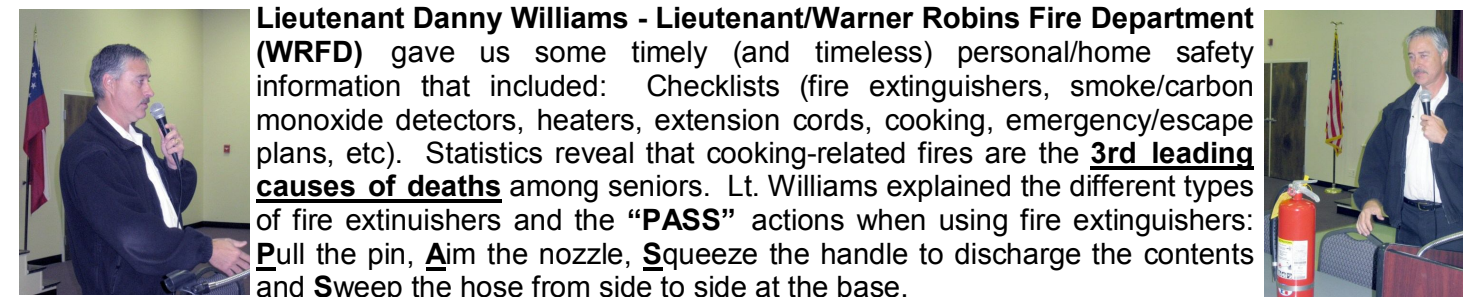 Lieutenant Danny Williams - Lieutenant/Warner Robins Fire Department
(WRFD) gave us some timely (and timeless) personal/home safety
information that included: Checklists (fire extinguishers, smoke/carbon
monoxide detectors, heaters, extension cords, cooking, emergency/escape
plans, etc). Statistics reveal that cooking-related fires are the 3rd leading
causes of deaths among seniors. Lt. Williams explained the different types
of fire extinuishers and the “PASS” actions when using fire extinguishers:
Pull the pin, Aim the nozzle, Squeeze the handle to discharge the contents
and Sweep the hose from side to side at the base.